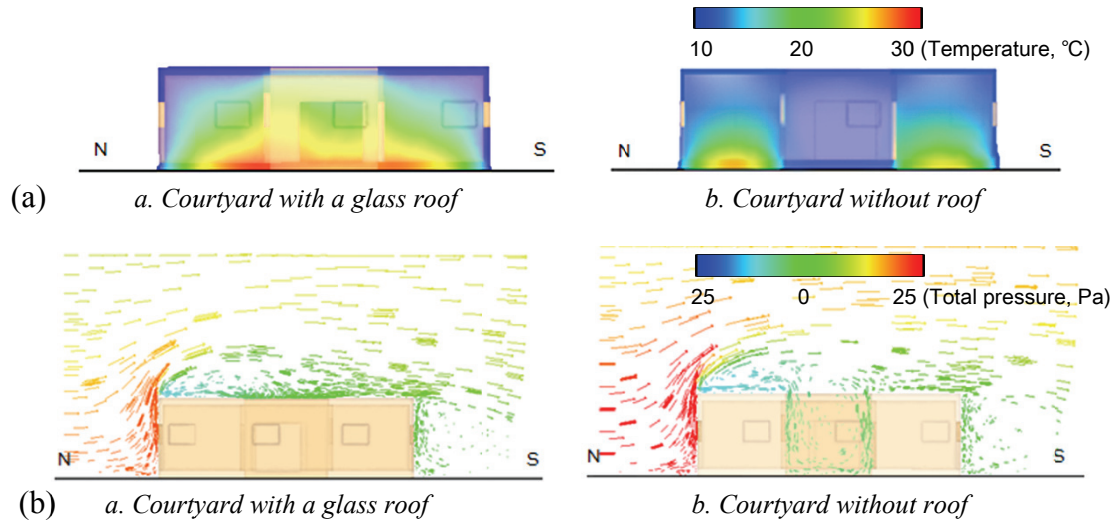 10 20 30 (Temperature, °C)
N S N S
(a) a. Courtyard with a glass roof b. Courtyard without roof
25 0 25 (Total pressure, Pa)
N S N S
(b) a. Courtyard with a glass roof b. Courtyard without roof